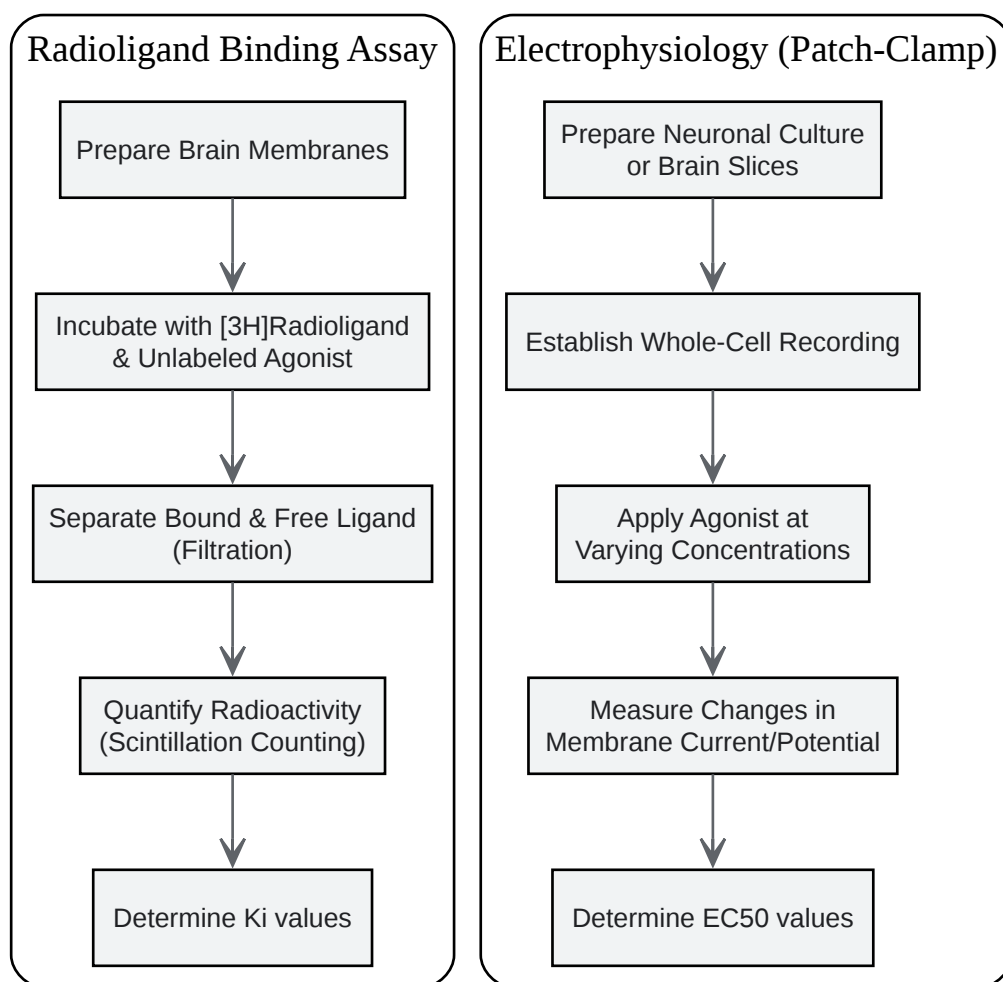 Radioligand Binding Assay
Prepare Brain Membranes
Incubate with [3H]Radioligand
& Unlabeled Agonist
Separate Bound & Free Ligand
(Filtration)
Quantify Radioactivity
(Scintillation Counting)
Determine Ki values
Electrophysiology (Patch-Clamp)
Prepare Neuronal Culture
or Brain Slices
Establish Whole-Cell Recording
Apply Agonist at
Varying Concentrations
Measure Changes in
Membrane Current/Potential
Determine EC50 values